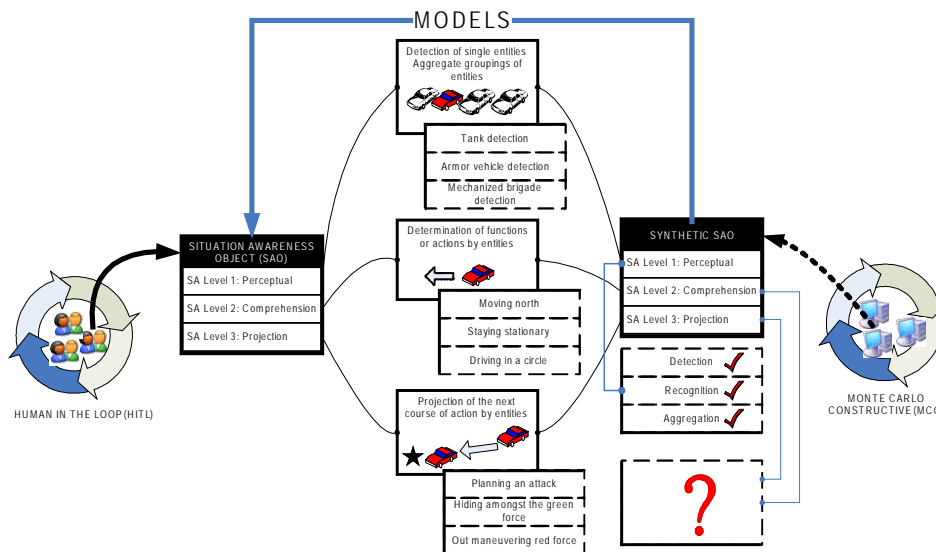 MODELS
Detection of single entities
Aggregate groupings of
entities
Tank detection
Armor vehicle detection
Mechanized brigade
detection
SITUATION AWARENESS
OBJECT (SAO)
SA Level 1: Perceptual
SA Level 2: Comprehension
SA Level 3: Projection
Determination of functions
or actions by entities
Moving north
Staying stationary
Driving in a circle
SYNTHETIC SAO
SA Level 1: Perceptual
SA Level 2: Comprehension
SA Level 3: Projection
Detection
Recognition
Aggregation
HUMAN IN THE LOOP (HITL)
MONTE CARLO
CONSTRUCTIVE (MCC
Projection of the next
course of action by entities
Planning an attack
Hiding amongst the green
force
Out maneuvering red force
?